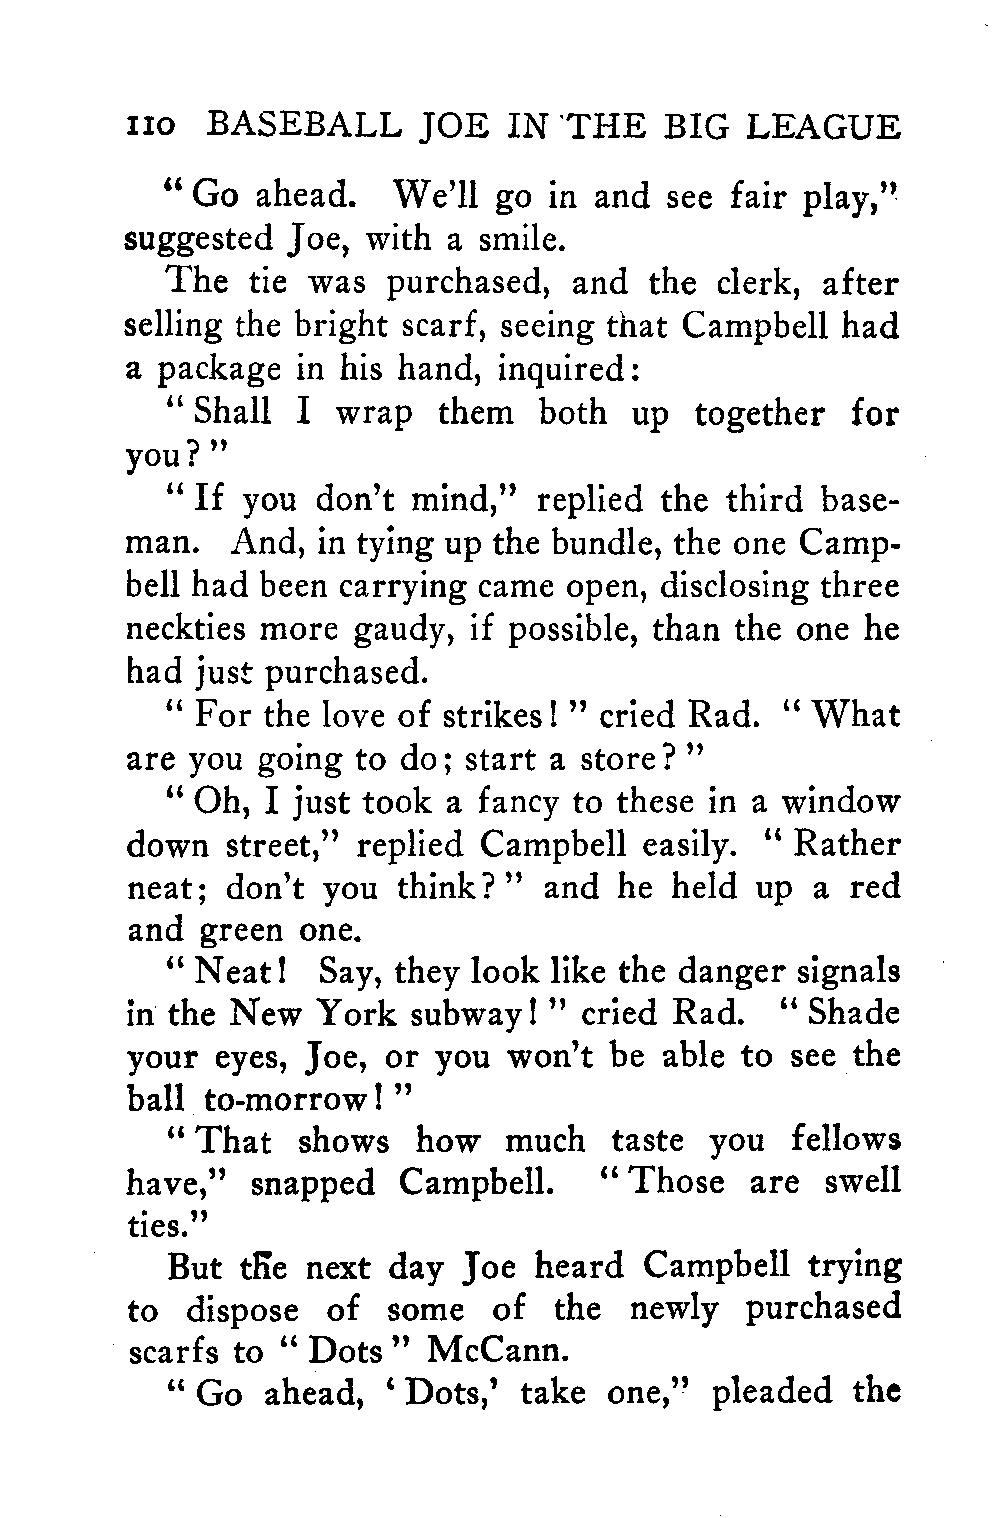 110 BASEBALL JOE IN THE BIG LEAGUE
“ Go ahead. We’ll go in and see fair play,”
suggested Joe, with a smile.
The tie was purchased, and the clerk, after
selling the bright scarf, seeing that Campbell had
a package in his hand, inquired:
“ Shall I wrap them both up together for
you? ”
“ If you don’t mind,” replied the third base-
man. And, in tying up the bundle, the one Camp-
bell had been carrying came open, disclosing three
neckties more gaudy, if possible, than the one he
had just purchased.
“ For the love of strikes! ” cried Rad. “ What
are you going to do; start a store? ”
“ Oh, I just took a fancy to these in a window
down street,” replied Campbell easily. “ Rather
neat; don’t you think? ” and he held up a red
and green one.
“ Neat! Say, they look like the danger signals
in the New York subway! ” cried Rad. “ Shade
your eyes, Joe, or you won’t be able to see the
ball to-morrow! ”
“ That shows how much taste you fellows
have,” snapped Campbell. “ Those are swell
ties.”
But the next day Joe heard Campbell trying
to dispose of some of the newly purchased
scarfs to “ Dots ” McCann.
“ Go ahead, ‘ Dots,’ take one,” pleaded the